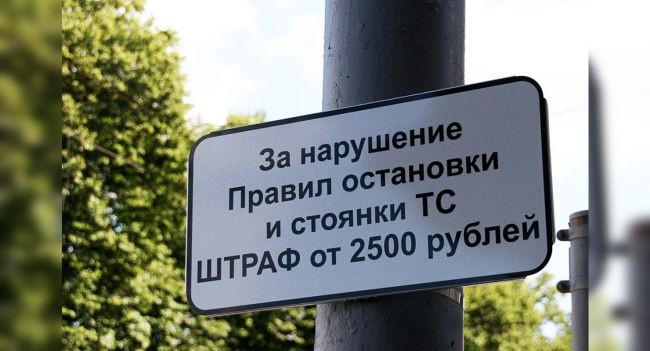 За нарушение
Правил остановки
и стоянки ТС
ШТРАФ от 2500 рублей